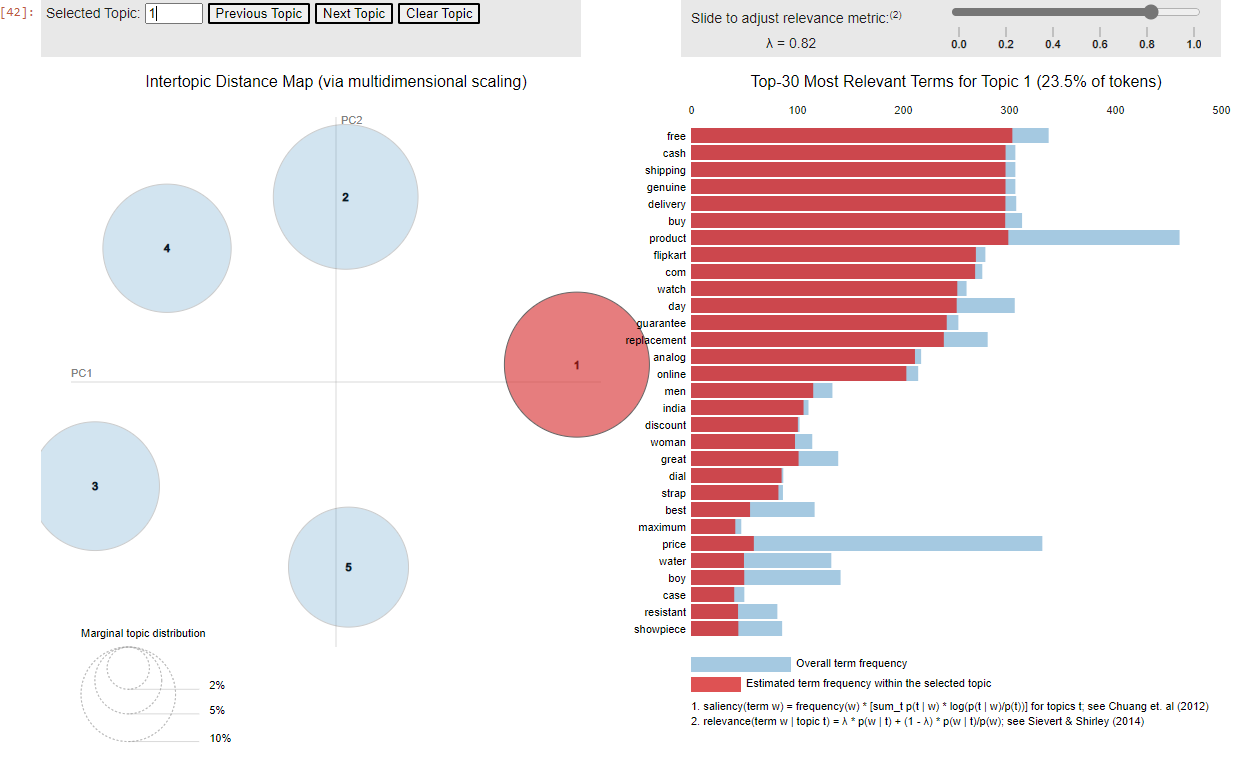 [42]:
Selected Topic: 1 Previous Topic Next Topic Clear Topic
Slide to adjust relevance metric:(2)
λ = 0.82
0.0 0.2 0.4 0.6 0.8 1.0
Intertopic Distance Map (via multidimensional scaling)
PC2
PC1
2
4
1
3
5
Marginal topic distribution
2%
5%
10%
Top-30 Most Relevant Terms for Topic 1 (23.5% of tokens)
0 100 200 300 400 500
free
cash
shipping
genuine
delivery
buy
product
flipkart
com
watch
day
guarantee
replacement
analog
online
men
india
discount
woman
great
dial
strap
best
maximum
price
water
boy
case
resistant
showpiece
Overall term frequency
Estimated term frequency within the selected topic
1. saliency(term w) = frequency(w) * [sum_t p(t | w) * log(p(t | w)/p(t))] for topics t; see Chuang et. al (2012)
2. relevance(term w | topic t) = λ * p(w | t) + (1 - λ) * p(w | t)/p(w); see Sievert & Shirley (2014)